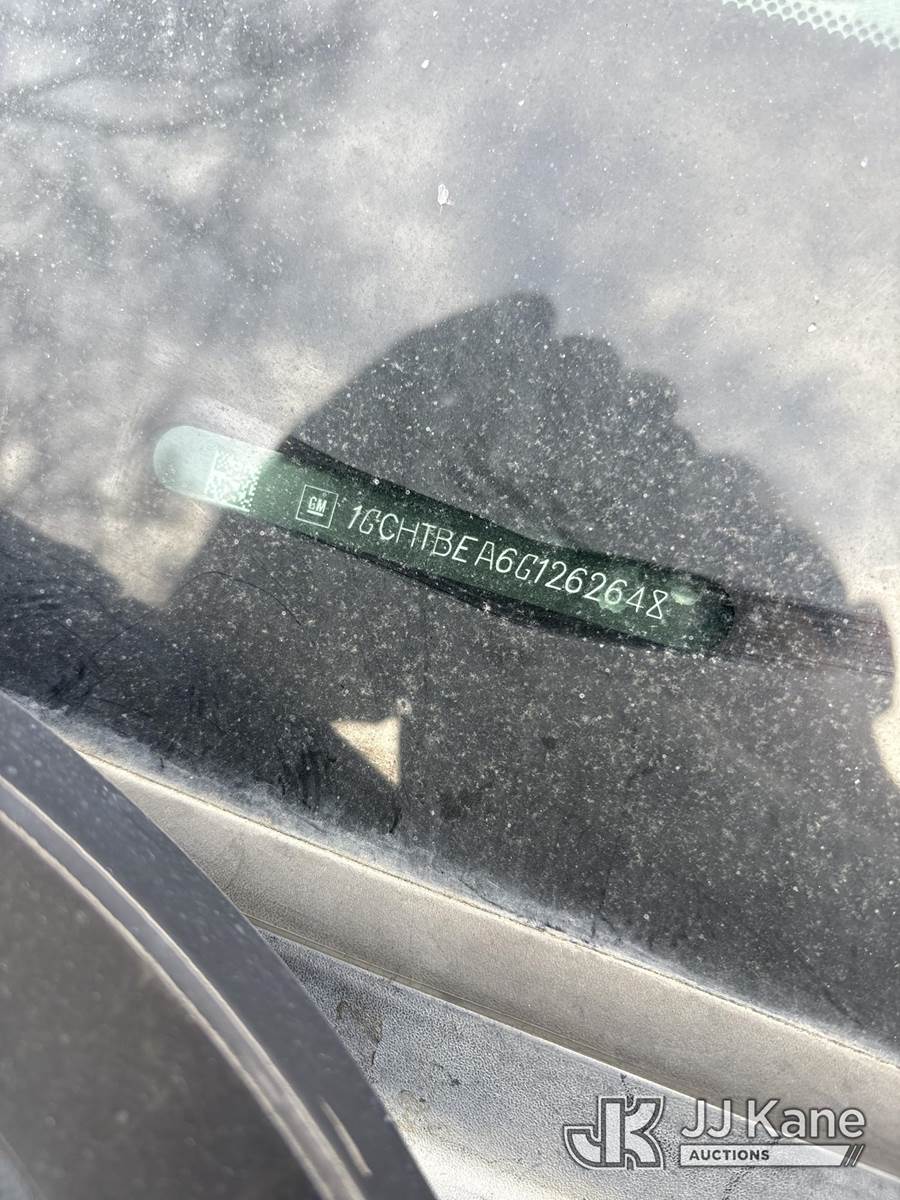 GM 1GCHTBEA6G1262648
JJ Kane
AUCTIONS